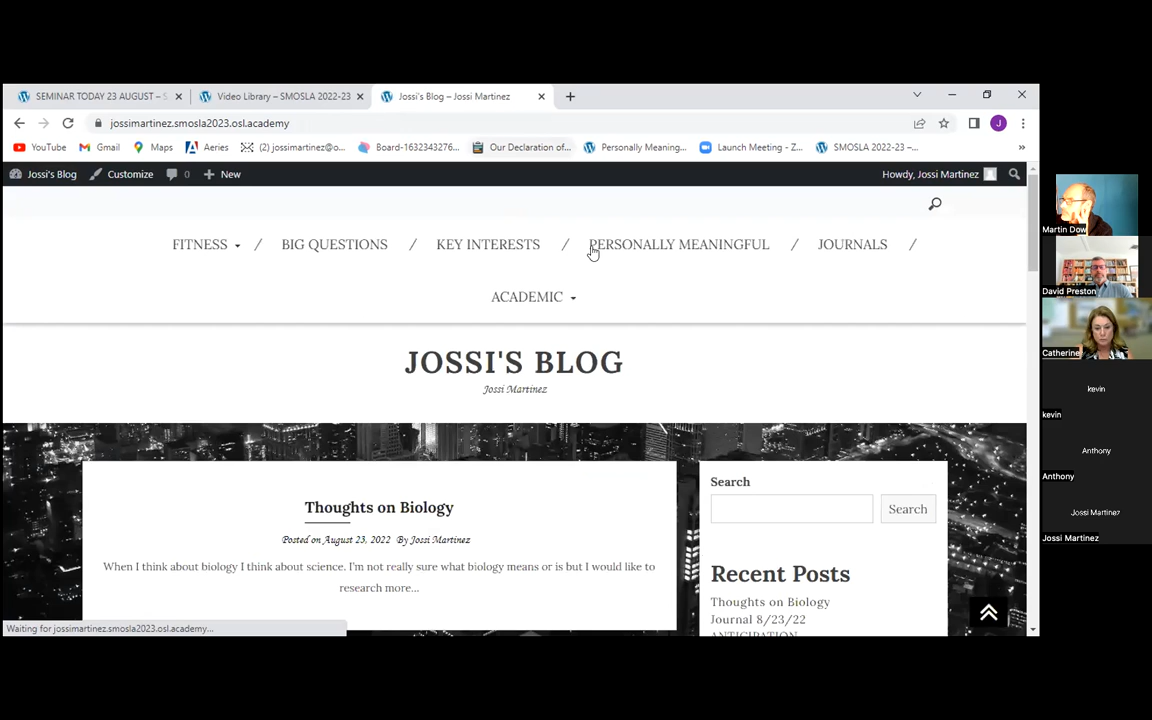 SEMINAR TODAY 23 AUGUST – S
Video Library – SMOSLA 2022-23
Jossi's Blog – Jossi Martinez
jossimartinez.smosla2023.osl.academy
J
YouTube
Gmail
Maps
Aeries
(2) jossimartinez@o...
Board-1632343276...
Our Declaration of...
Personally Meaning...
Launch Meeting - Z...
SMOSLA 2022-23 –...
»
Jossi's Blog
Customize
0
New
Howdy, Jossi Martinez
FITNESS / BIG QUESTIONS / KEY INTERESTS / PERSONALLY MEANINGFUL / JOURNALS /
ACADEMIC
JOSSI'S BLOG
Jossi Martinez
Thoughts on Biology
Posted on August 23, 2022 By Jossi Martinez
When I think about biology I think about science. I'm not really sure what biology means or is but I would like to
research more...
Search
Search
Recent Posts
Thoughts on Biology
Journal 8/23/22
ANTICIPATION
Waiting for jossimartinez.smosla2023.osl.academy...
Martin Dow
David Preston
Catherine
kevin
kevin
Anthony
Anthony
Jossi Martinez
Jossi Martinez